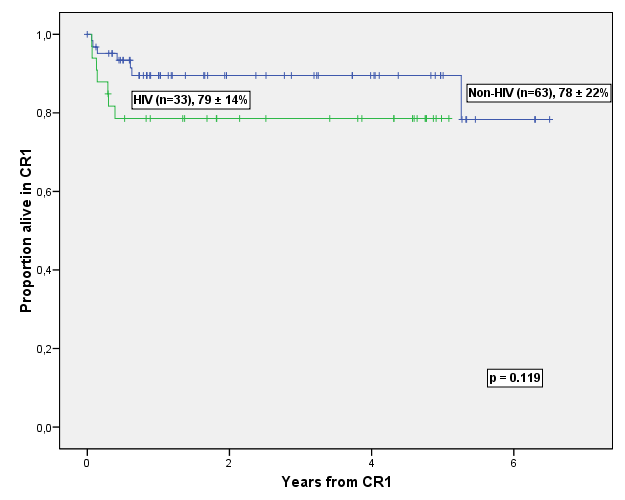 1,0
0,8
0,6
0,4
0,2
0,0
Proportion alive in CR1
HIV (n=33), 79 ± 14%
Non-HIV (n=63), 78 ± 22%
p = 0.119
0 2 4 6
Years from CR1